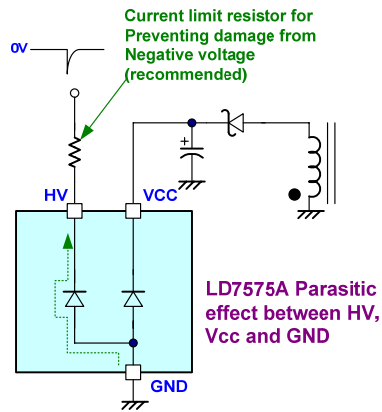 Current limit resistor for
Preventing damage from
Negative voltage
(recommended)
0V
+
HV
VCC
LD7575A Parasitic
effect between HV,
Vcc and GND
GND